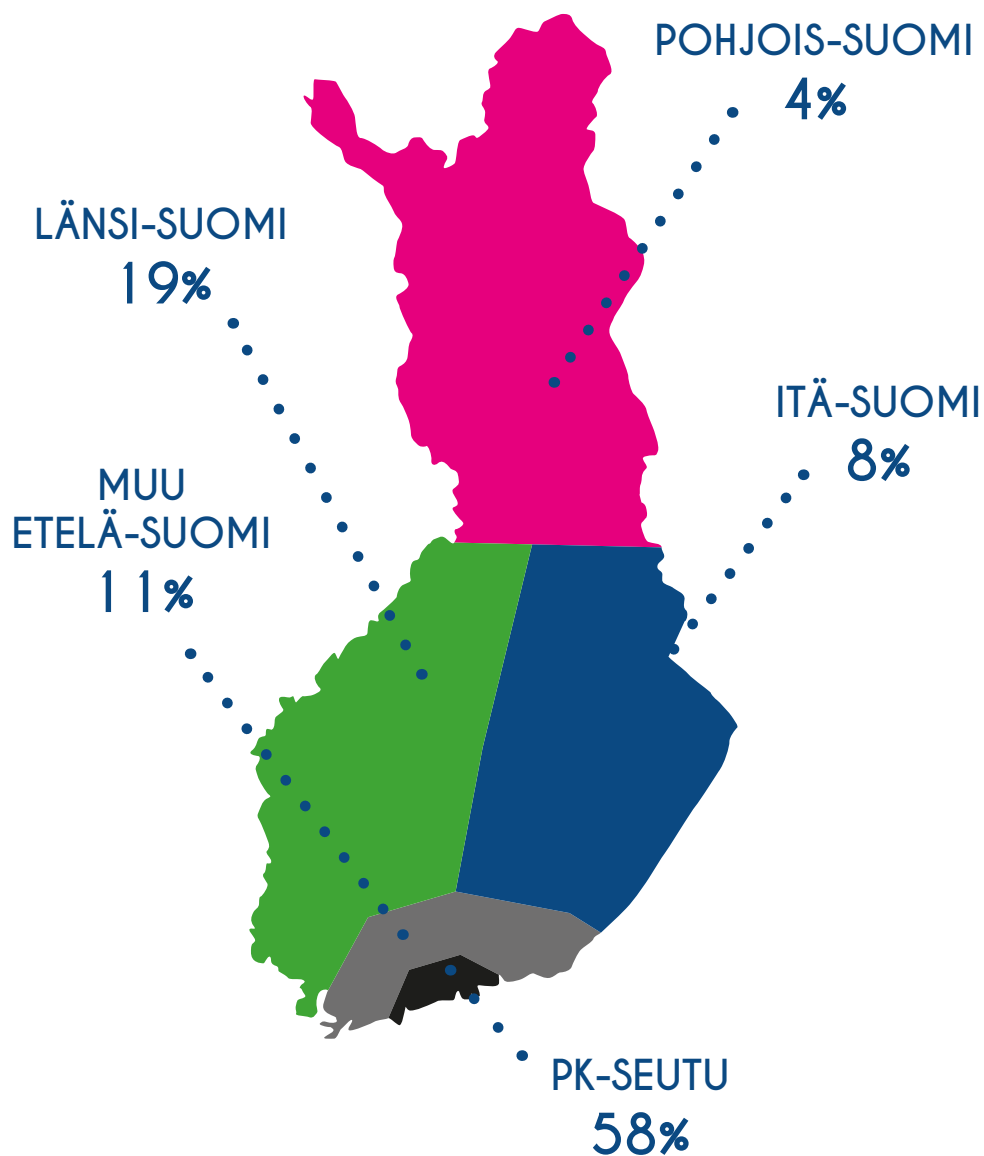 POHJOIS-SUOMI
4%
LÄNSI-SUOMI
19%
ITÄ-SUOMI
8%
MUU
ETELÄ-SUOMI
11%
PK-SEUTU
58%